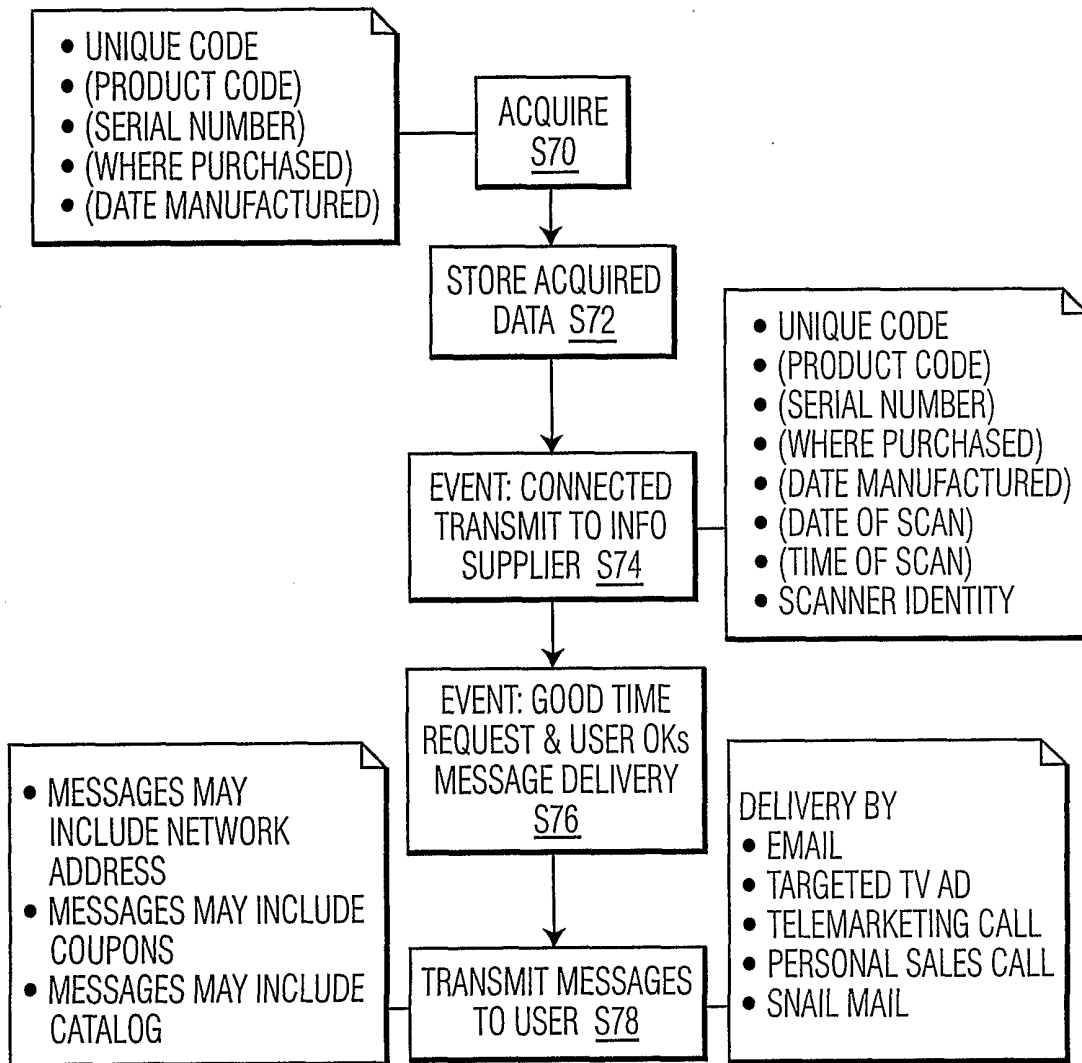 • UNIQUE CODE
• (PRODUCT CODE)
• (SERIAL NUMBER)
• (WHERE PURCHASED)
• (DATE MANUFACTURED)
ACQUIRE
S70
STORE ACQUIRED
DATA S72
• UNIQUE CODE
• (PRODUCT CODE)
• (SERIAL NUMBER)
• (WHERE PURCHASED)
• (DATE MANUFACTURED)
• (DATE OF SCAN)
• (TIME OF SCAN)
• SCANNER IDENTITY
EVENT: CONNECTED
TRANSMIT TO INFO
SUPPLIER S74
EVENT: GOOD TIME
REQUEST & USER OKs
MESSAGE DELIVERY
S76
• MESSAGES MAY
INCLUDE NETWORK
ADDRESS
• MESSAGES MAY INCLUDE
COUPONS
• MESSAGES MAY INCLUDE
CATALOG
TRANSMIT MESSAGES
TO USER S78
DELIVERY BY
• EMAIL
• TARGETED TV AD
• TELEMARKETING CALL
• PERSONAL SALES CALL
• SNAIL MAIL